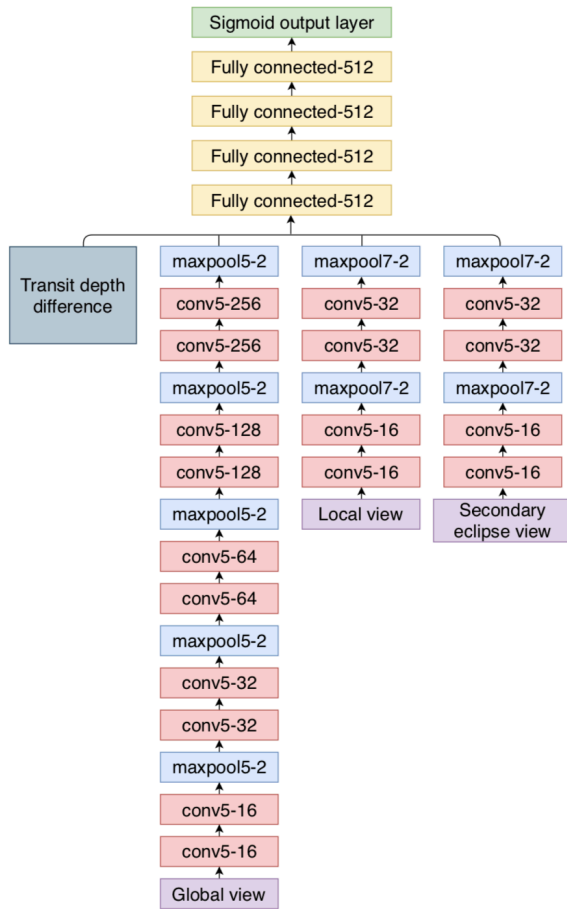 Sigmoid output layer
Fully connected-512
Fully connected-512
Fully connected-512
Fully connected-512
Transit depth
difference
maxpool5-2
conv5-256
conv5-256
maxpool5-2
conv5-128
conv5-128
maxpool5-2
conv5-64
conv5-64
maxpool5-2
conv5-32
conv5-32
maxpool5-2
conv5-16
conv5-16
Global view
maxpool7-2
conv5-32
conv5-32
maxpool7-2
conv5-16
conv5-16
Local view
maxpool7-2
conv5-32
conv5-32
maxpool7-2
conv5-16
conv5-16
Secondary
eclipse view